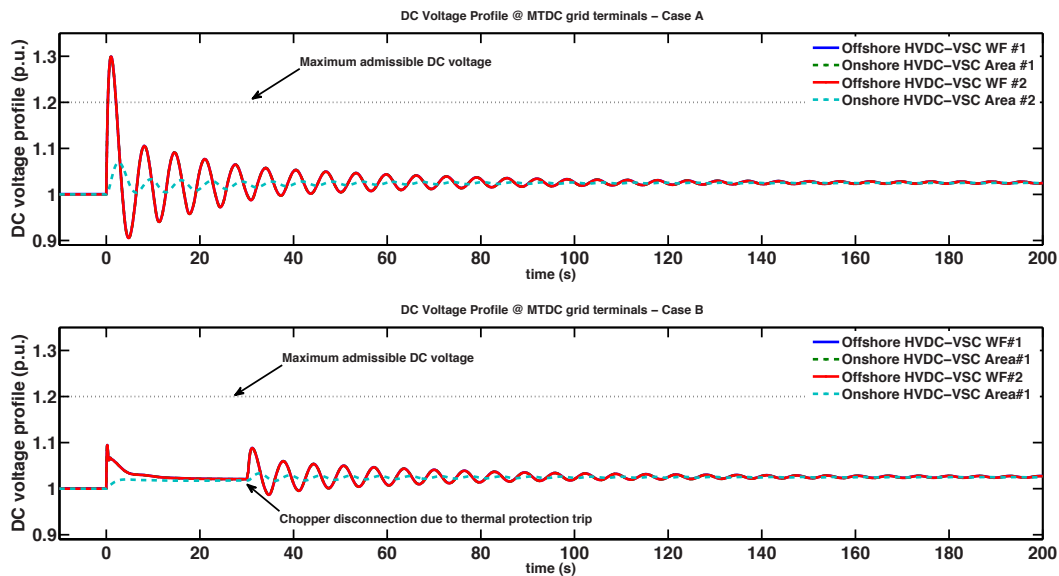 DC Voltage Profile @ MTDC grid terminals – Case A
DC voltage profile (p.u.)
1.3
1.2
1.1
1
0.9
Maximum admissible DC voltage
Offshore HVDC–VSC WF #1
Onshore HVDC–VSC Area #1
Offshore HVDC–VSC WF #2
Onshore HVDC–VSC Area #2
0 20 40 60 80 100 120 140 160 180 200
time (s)
DC Voltage Profile @ MTDC grid terminals – Case B
DC voltage profile (p.u.)
1.3
1.2
1.1
1
0.9
Maximum admissible DC voltage
Offshore HVDC–VSC WF#1
Onshore HVDC–VSC Area#1
Offshore HVDC–VSC WF#2
Onshore HVDC–VSC Area#1
Chopper disconnection due to thermal protection trip
0 20 40 60 80 100 120 140 160 180 200
time (s)